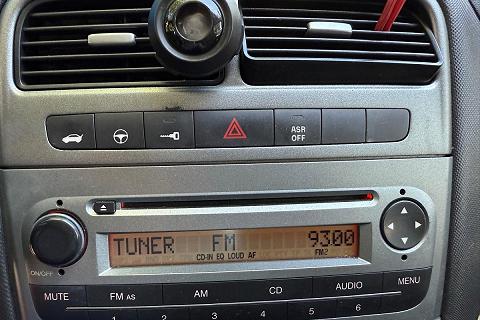 ASR
OFF
TUNER FM 93.00
CD-IN EQ LOUD AF FM2
ON/OFF
MUTE FM AS AM CD AUDIO MENU
1 2 3 4 5 6